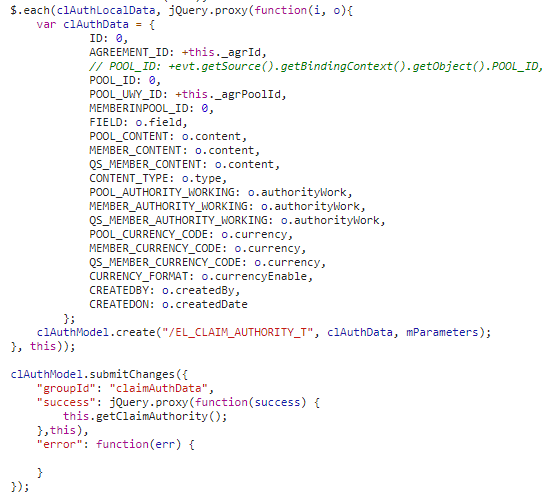 $.each(clAuthLocalData, jQuery.proxy(function(i, o){
var clAuthData = {
ID: 0,
AGREEMENT_ID: +this._agrId,
// POOL_ID: +evt.getSource().getBindingContext().getObject().POOL_ID,
POOL_ID: 0,
POOL_UWY_ID: +this._agrPoolId,
MEMBERINPOOL_ID: 0,
FIELD: o.field,
POOL_CONTENT: o.content,
MEMBER_CONTENT: o.content,
QS_MEMBER_CONTENT: o.content,
CONTENT_TYPE: o.type,
POOL_AUTHORITY_WORKING: o.authorityWork,
MEMBER_AUTHORITY_WORKING: o.authorityWork,
QS_MEMBER_AUTHORITY_WORKING: o.authorityWork,
POOL_CURRENCY_CODE: o.currency,
MEMBER_CURRENCY_CODE: o.currency,
QS_MEMBER_CURRENCY_CODE: o.currency,
CURRENCY_FORMAT: o.currencyEnable,
CREATEDBY: o.createdBy,
CREATEDON: o.createdDate
};
clAuthModel.create("/EL_CLAIM_AUTHORITY_T", clAuthData, mParameters);
}, this));
clAuthModel.submitChanges({
"groupId": "claimAuthData",
"success": jQuery.proxy(function(success) {
this.getClaimAuthority();
},this),
"error": function(err) {
}
});